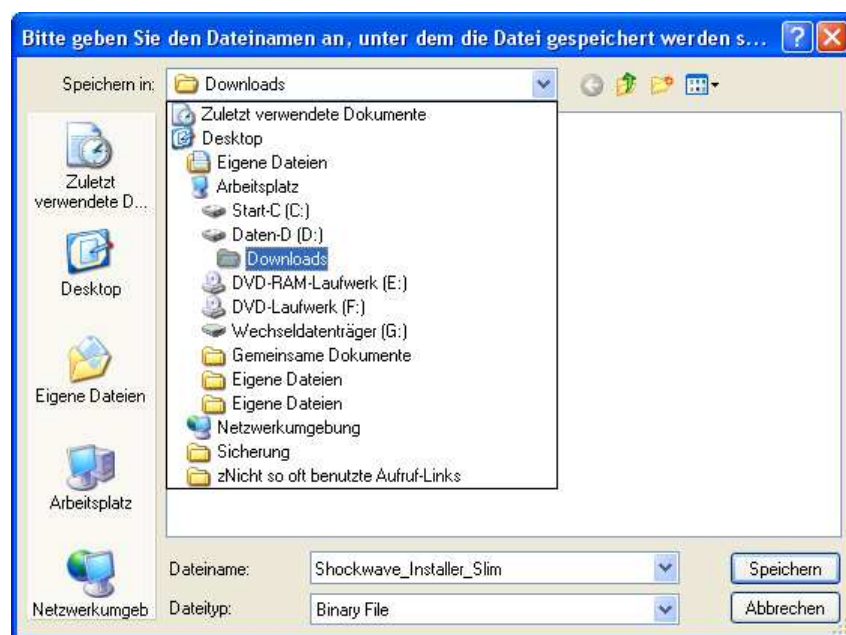 Bitte geben Sie den Dateinamen an, unter dem die Datei gespeichert werden s...
Speichern in:
Downloads
Zuletzt verwendete Dokumente
Desktop
Eigene Dateien
Arbeitsplatz
Start-C (C:)
Daten-D (D:)
Downloads
DVD-RAM-Laufwerk (E:)
DVD-Laufwerk (F:)
Wechseldatenträger (G:)
Gemeinsame Dokumente
Eigene Dateien
Eigene Dateien
Netzwerkumgebung
Sicherung
zNicht so oft benutzte Aufruf-Links
Zuletzt
verwendete D...
Desktop
Eigene Dateien
Arbeitsplatz
Netzwerkumgeb
Dateiname:
Shockwave_Installer_Slim
Speichern
Dateityp:
Binary File
Abbrechen